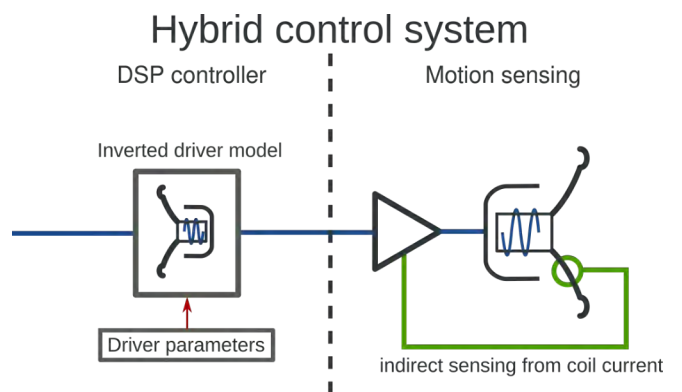 Hybrid control system
DSP controller
Motion sensing
Inverted driver model
Driver parameters
indirect sensing from coil current